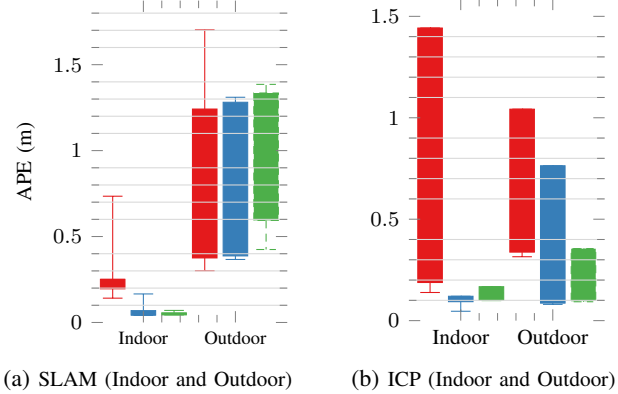 APE (m)
1.5
1
0.5
0
Indoor
Outdoor
(a) SLAM (Indoor and Outdoor)
1.5
1
0.5
0
Indoor
Outdoor
(b) ICP (Indoor and Outdoor)